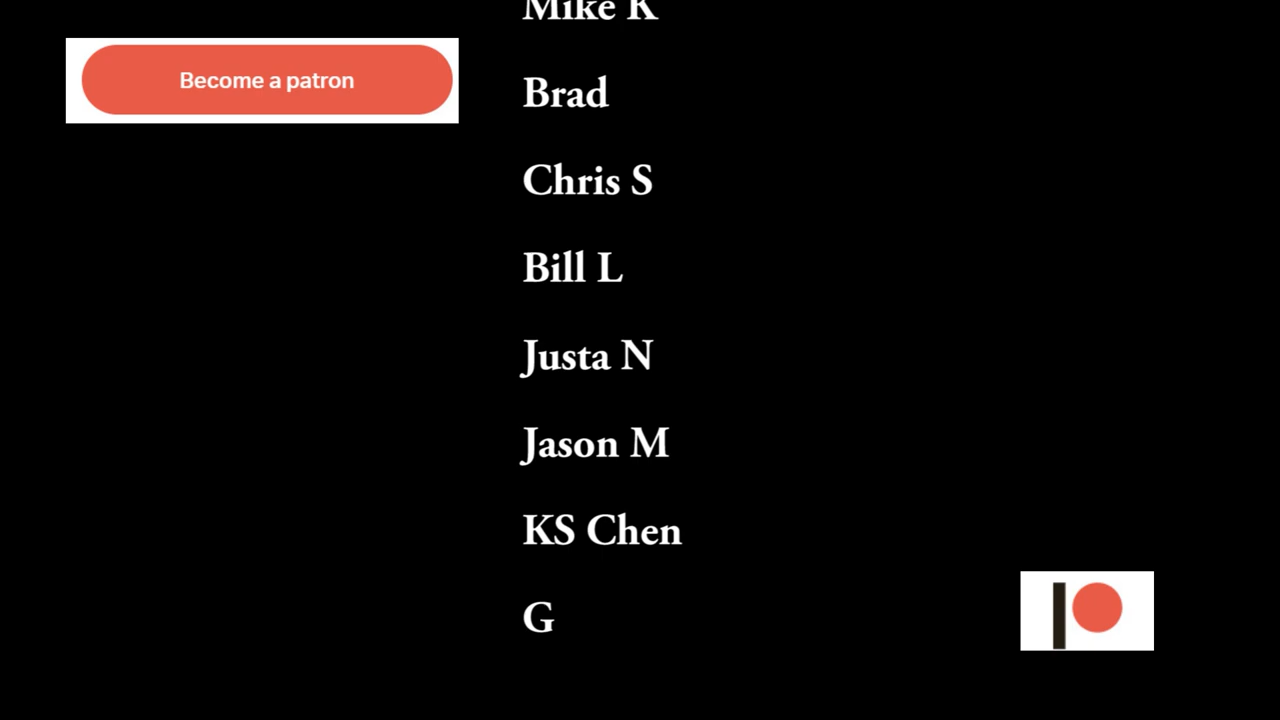 Mike K
Become a patron
Brad
Chris S
Bill L
Justa N
Jason M
KS Chen
G